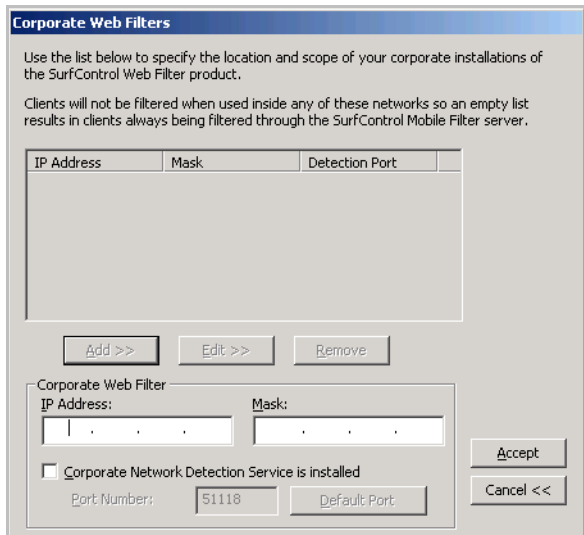 Corporate Web Filters
Use the list below to specify the location and scope of your corporate installations of
the SurfControl Web Filter product.
Clients will not be filtered when used inside any of these networks so an empty list
results in clients always being filtered through the SurfControl Mobile Filter server.
IP Address Mask Detection Port
Add >> Edit >> Remove
Corporate Web Filter
IP Address: Mask:
. . . . . .
Accept
Corporate Network Detection Service is installed
Port Number: 51118 Default Port
Cancel <<